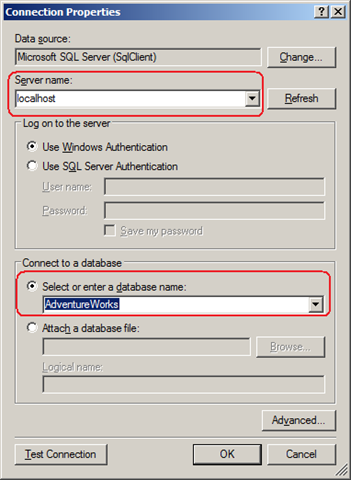 Connection Properties
Data source:
Microsoft SQL Server (SqlClient)
Change...
Server name:
localhost
Refresh
Log on to the server
Use Windows Authentication
Use SQL Server Authentication
User name:
Password:
Save my password
Connect to a database
Select or enter a database name:
AdventureWorks
Attach a database file:
Browse...
Logical name:
Advanced...
Test Connection
OK
Cancel